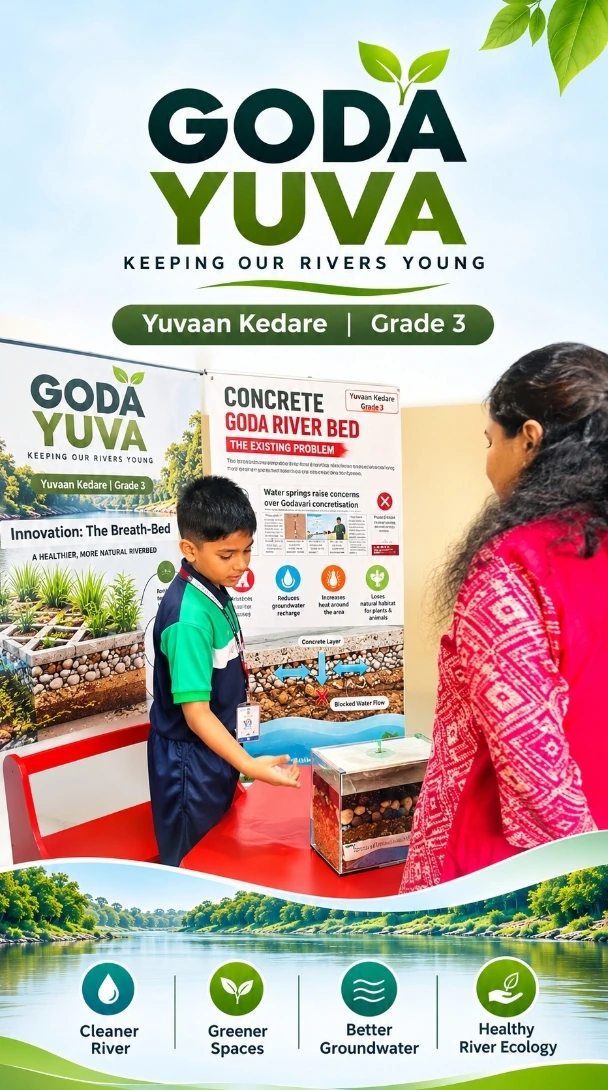 GODA
YUVA
KEEPING OUR RIVERS YOUNG
Yuvaan Kedare | Grade 3
GODA
YUVA
KEEPING OUR RIVERS YOUNG
Yuvaan Kedare | Grade 3
Innovation: The Breath-Bed
A HEALTHIER, MORE NATURAL RIVERBED
CONCRETE
GODA RIVER BED
THE EXISTING PROBLEM
Yuvaan Kedare
Grade 3
Water springs raise concerns
over Godavari concretisation
Reduces
groundwater
recharge
Increases
heat around
the area
Loses
natural habitat
for plants &
animals
Concrete Layer
Blocked Water Flow
Cleaner
River
Greener
Spaces
Better
Groundwater
Healthy
River Ecology